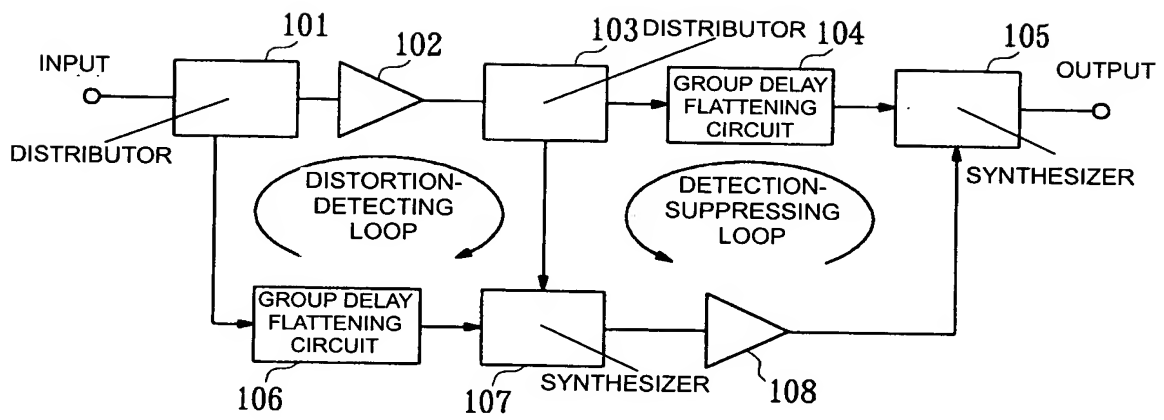 101
102
103
DISTRIBUTOR
104
105
INPUT
GROUP DELAY
FLATTENING
CIRCUIT
OUTPUT
DISTRIBUTOR
DISTORTION-
DETECTING
LOOP
DETECTION-
SUPPRESSING
LOOP
SYNTHESIZER
GROUP DELAY
FLATTENING
CIRCUIT
106
107
SYNTHESIZER
108